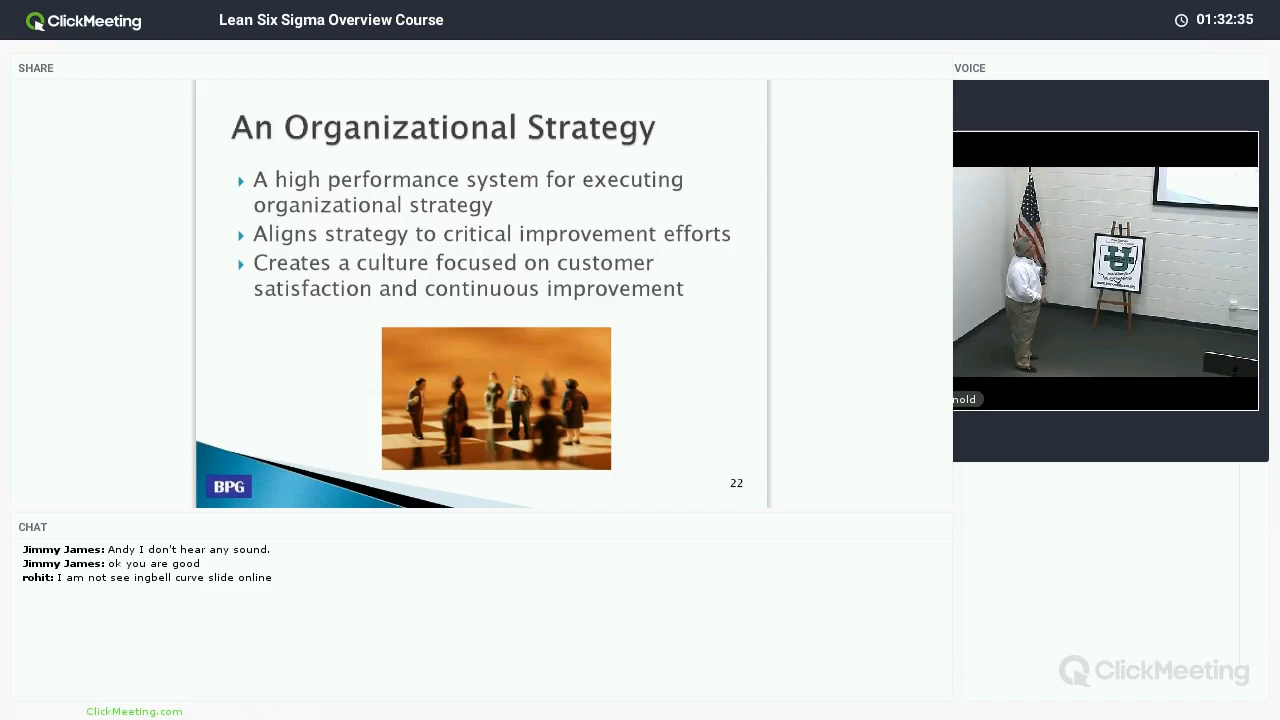 ClickMeeting
Lean Six Sigma Overview Course
01:32:35
SHARE
VOICE
An Organizational Strategy
A high performance system for executing
organizational strategy
Aligns strategy to critical improvement efforts
Creates a culture focused on customer
satisfaction and continuous improvement
BPG
22
nold
U
CHAT
Jimmy James: Andy I don't hear any sound.
Jimmy James: ok you are good
rohit: I am not see ingbell curve slide online
ClickMeeting
ClickMeeting.com